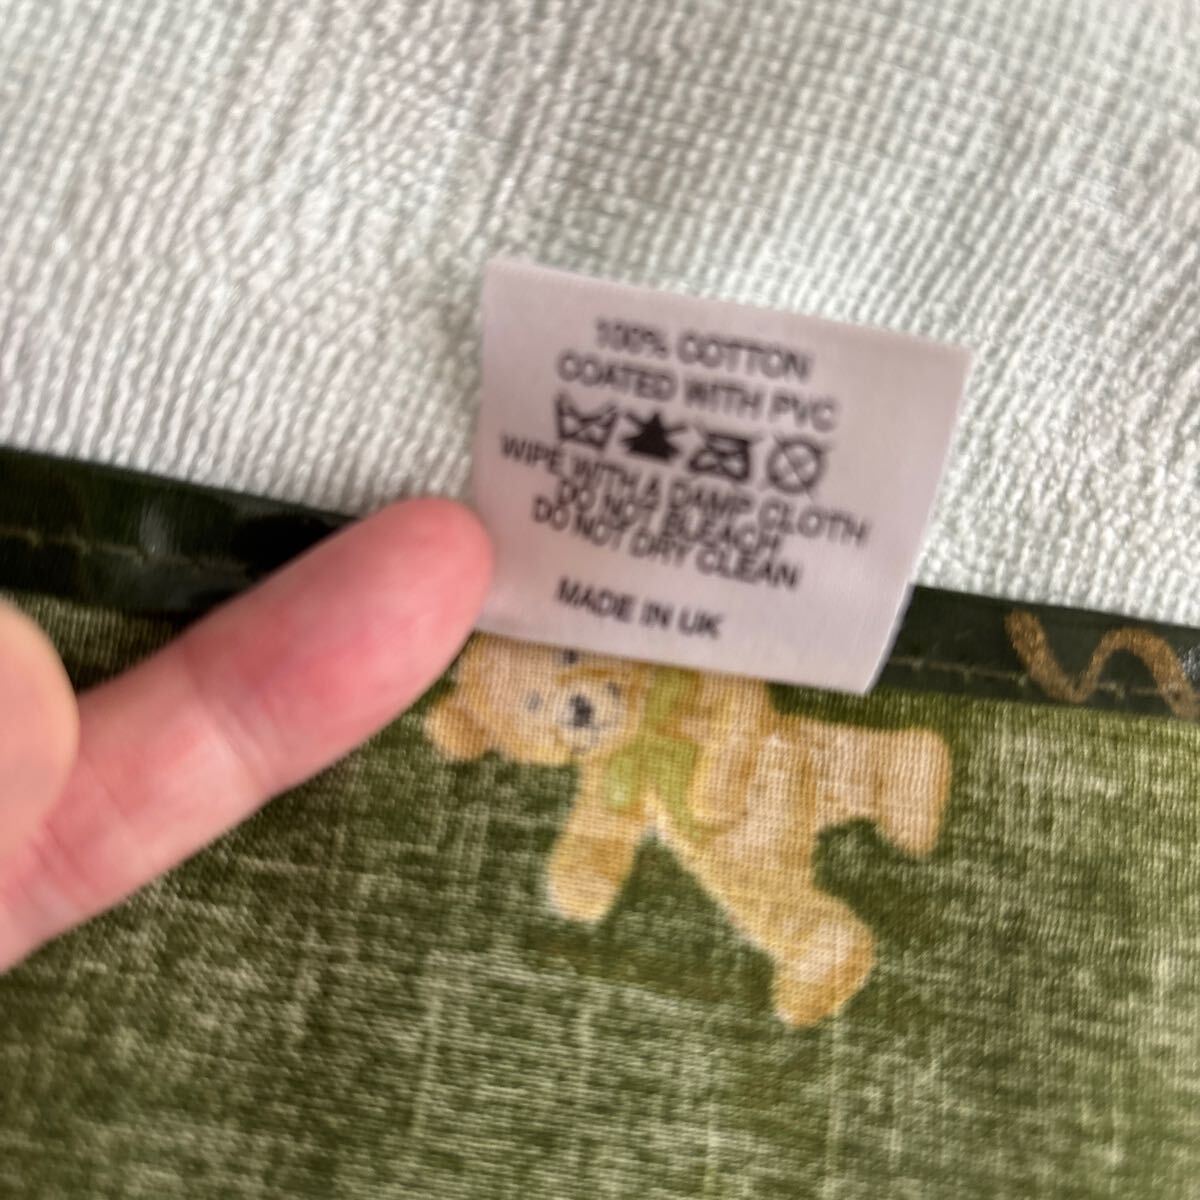 100% COTTON
COATED WITH PVC
WIPE WITH A DAMP CLOTH
DO NOT BLEACH
DO NOT DRY CLEAN
MADE IN UK